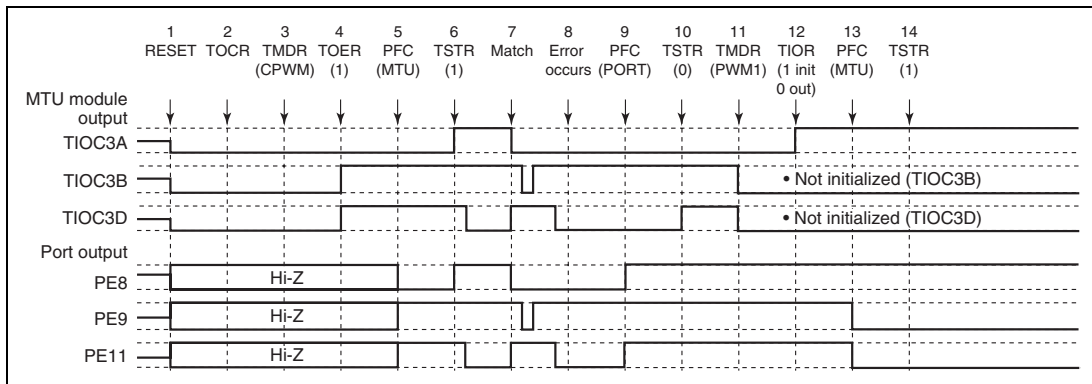 1 2 3 4 5 6 7 8 9 10 11 12 13 14
RESET TOCR TMDR TOER PFC TSTR Match Error PFC TSTR TMDR TIOR PFC TSTR
(CPWM) (1) (MTU) (1) occurs (PORT) (0) (PWM1) (1 init (MTU) (1)
0 out)
MTU module
output
TIOC3A
TIOC3B • Not initialized (TIOC3B)
TIOC3D • Not initialized (TIOC3D)
Port output
PE8 Hi-Z
PE9 Hi-Z
PE11 Hi-Z